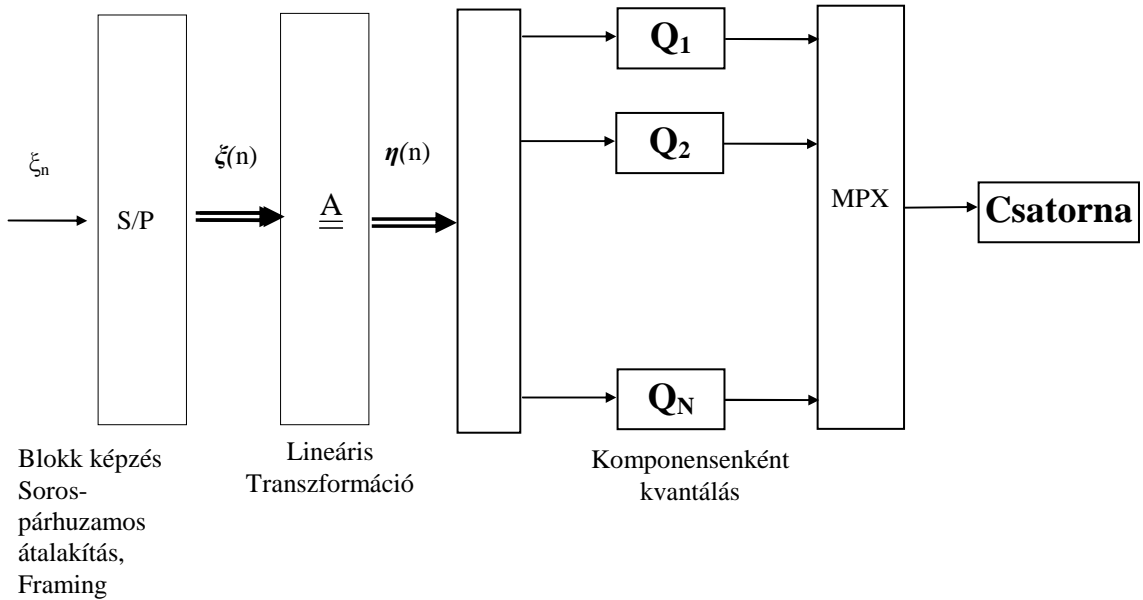 ξn
S/P
ξ(n)
A
η(n)
Q1
Q2
QN
MPX
Csatorna
Blokk képzés
Soros-
párhuzamos
átalakítás,
Framing
Lineáris
Transzformáció
Komponensenként
kvantálás